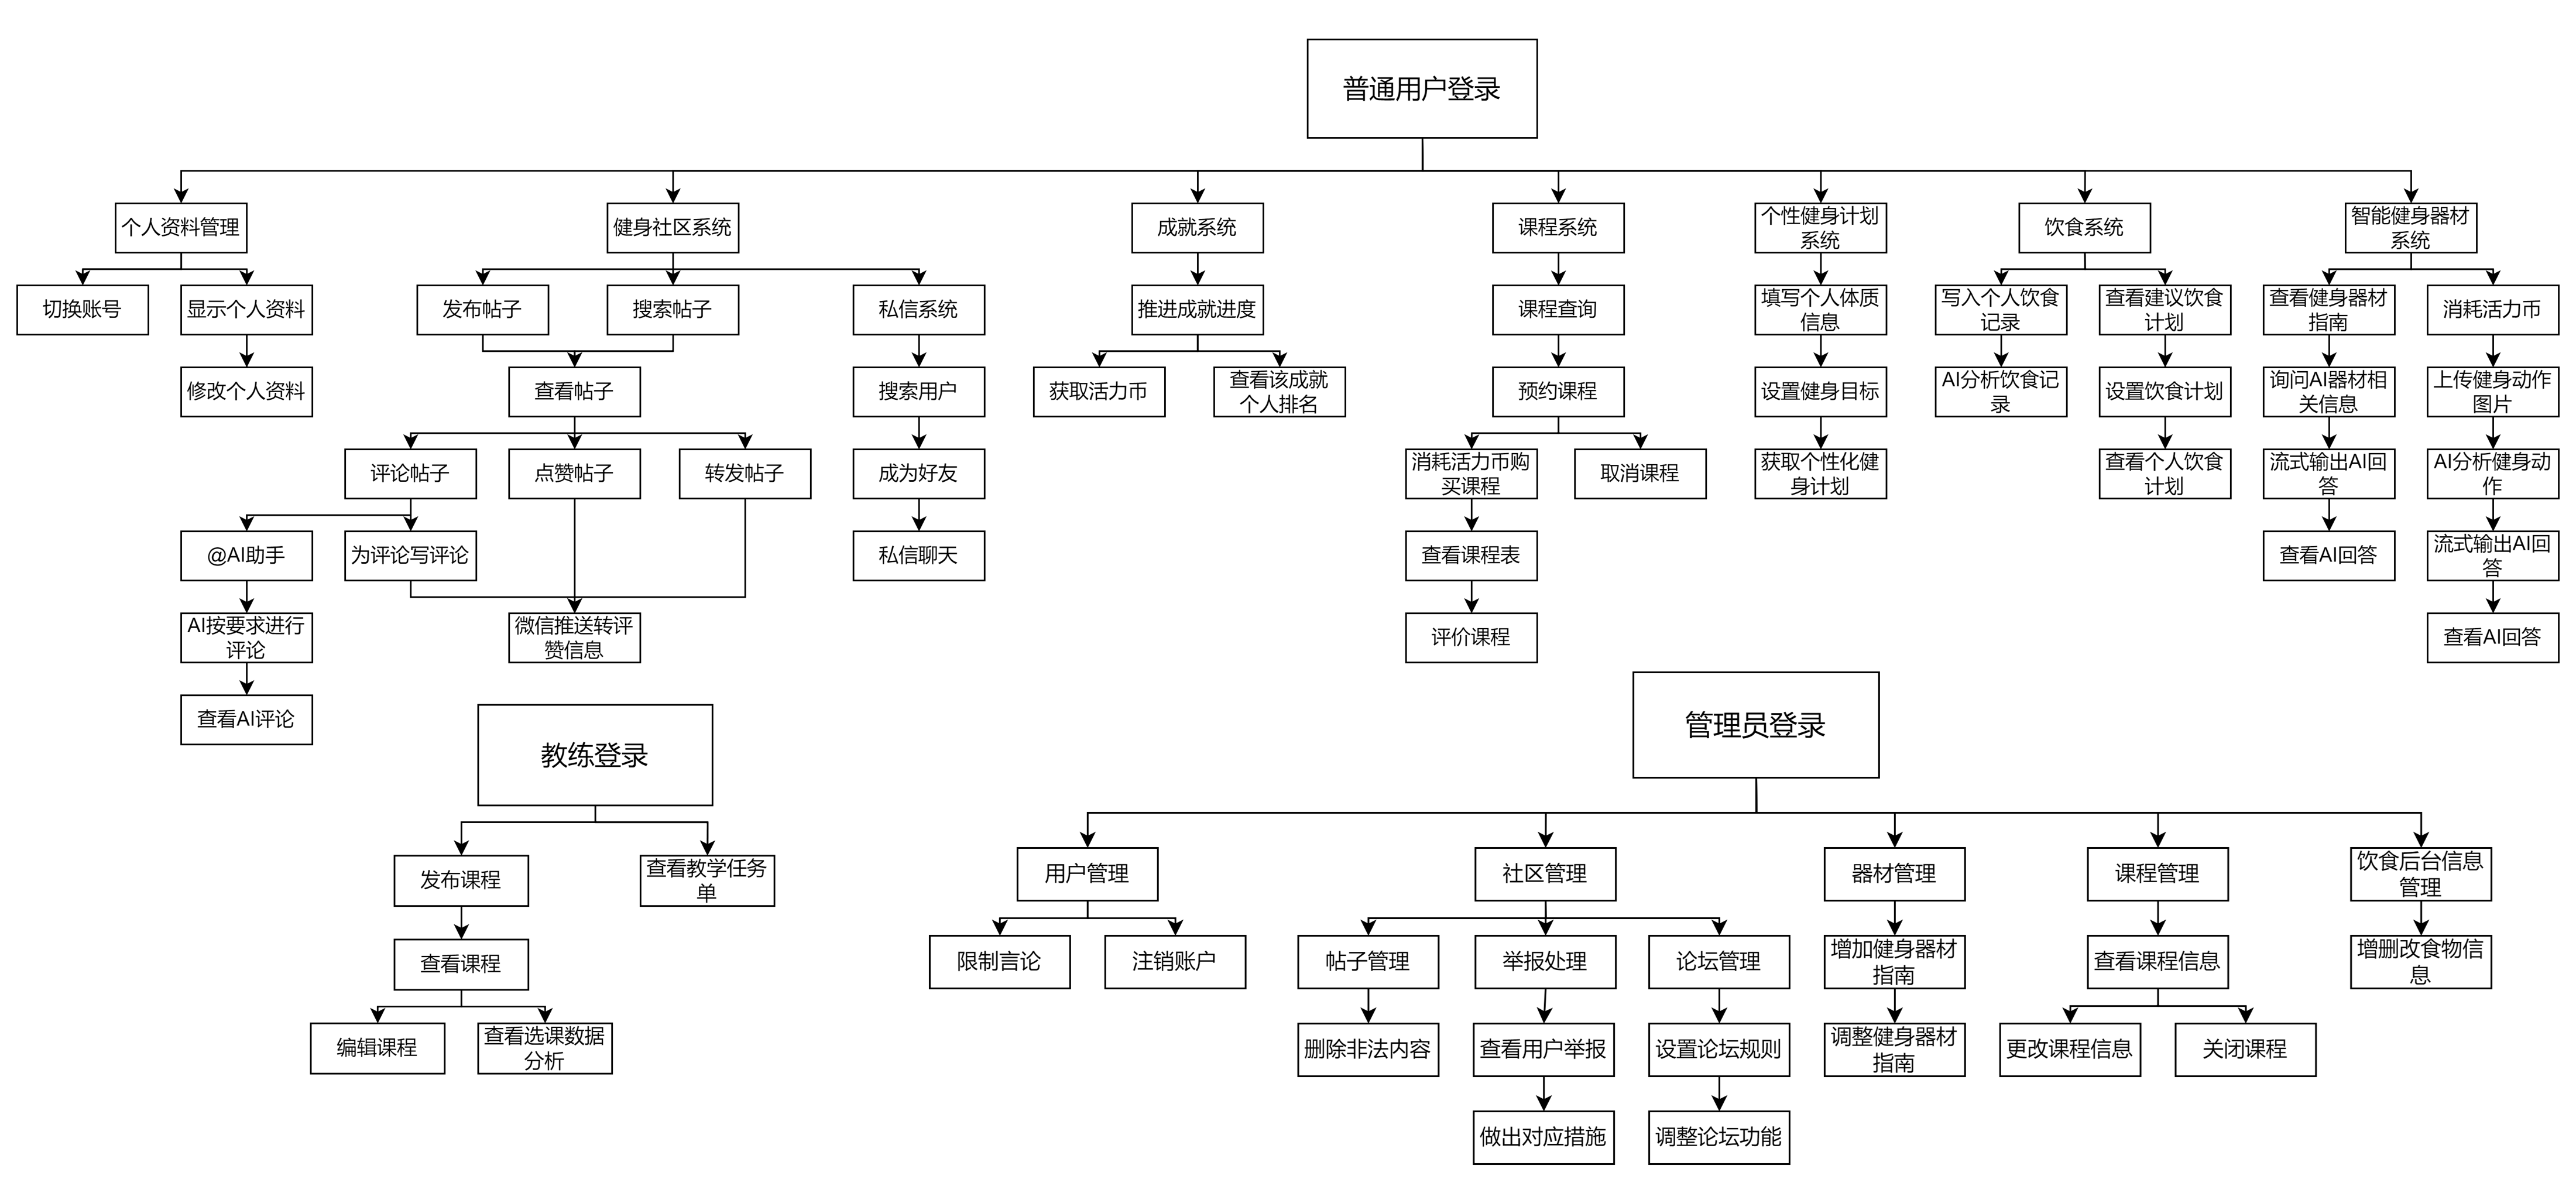 普通用户登录
个人资料管理
健身社区系统
成就系统
课程系统
个性健身计划
系统
饮食系统
智能健身器材
系统
切换账号
显示个人资料
发布帖子
搜索帖子
私信系统
推进成就进度
课程查询
填写个人体质
信息
写入个人饮食
记录
查看建议饮食
计划
查看健身器材
指南
消耗活力币
修改个人资料
查看帖子
搜索用户
获取活力币
查看该成就
个人排名
预约课程
设置健身目标
AI分析饮食记
录
设置饮食计划
询问AI器材相
关信息
上传健身动作
图片
评论帖子
点赞帖子
转发帖子
成为好友
消耗活力币购
买课程
取消课程
获取个性化健
身计划
查看个人饮食
计划
流式输出AI回
答
AI分析健身动
作
@AI助手
为评论写评论
私信聊天
查看课程表
查看AI回答
流式输出AI回
答
AI按要求进行
评论
微信推送转评
赞信息
评价课程
查看AI回答
查看AI评论
教练登录
管理员登录
发布课程
查看教学任务
单
用户管理
社区管理
器材管理
课程管理
饮食后台信息
管理
查看课程
限制言论
注销账户
帖子管理
举报处理
论坛管理
增加健身器材
指南
查看课程信息
增删改食物信
息
编辑课程
查看选课数据
分析
删除非法内容
查看用户举报
设置论坛规则
调整健身器材
指南
更改课程信息
关闭课程
做出对应措施
调整论坛功能